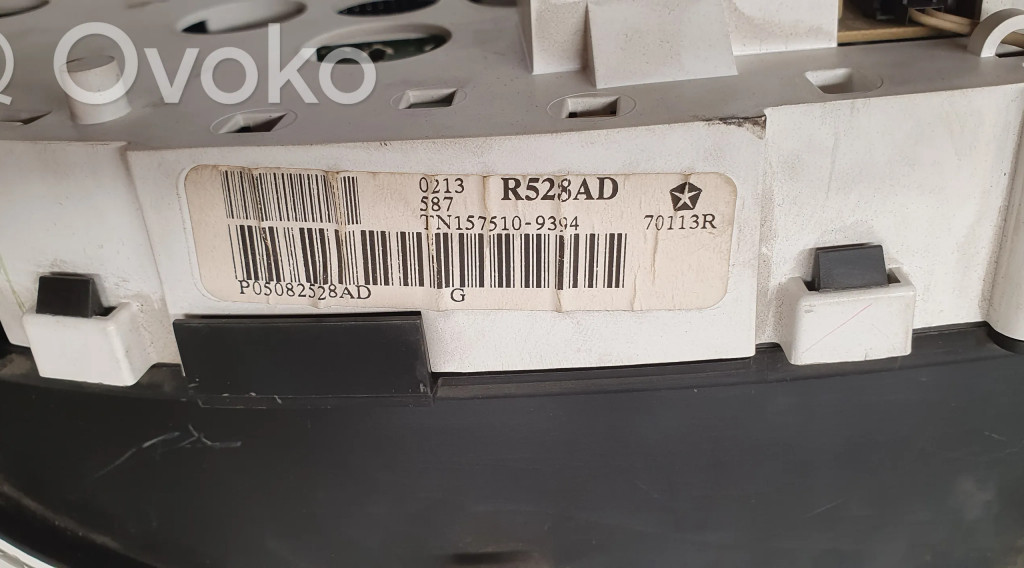 Ovoko
0213 R528AD
587
TN157510-9394 70113R
P05082528AD G